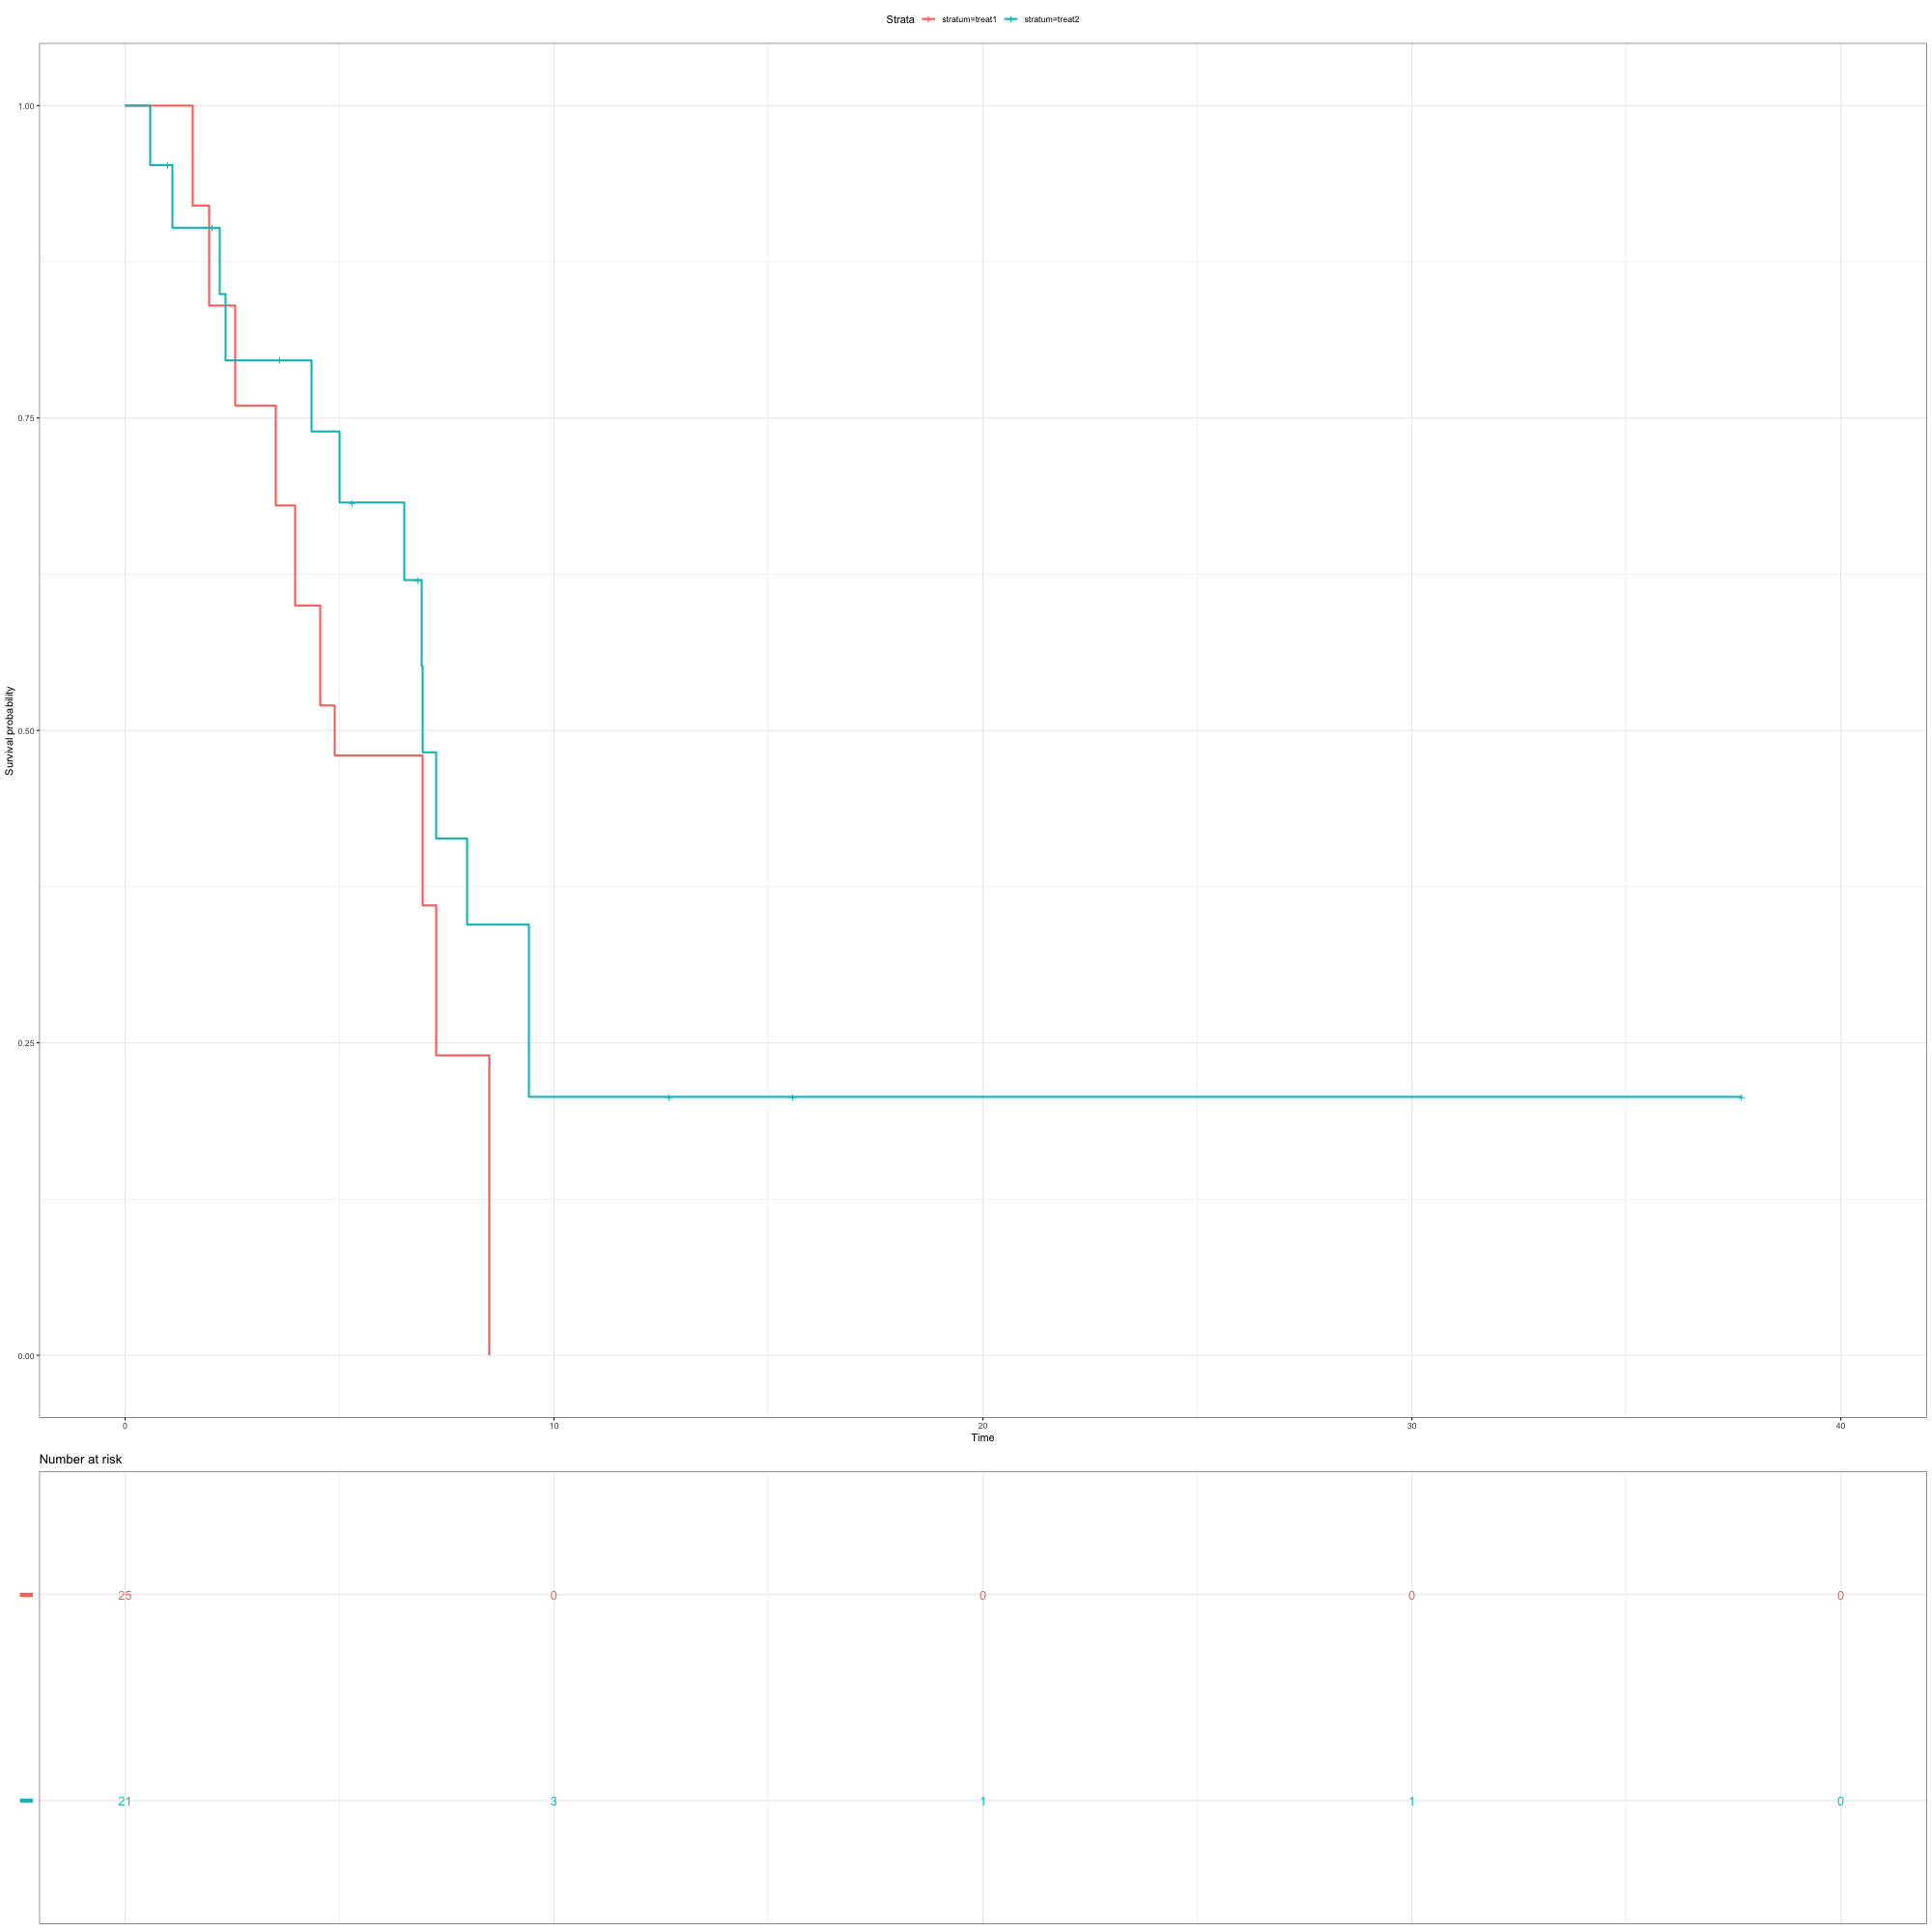 Strata stratum=treat1 stratum=treat2
1.00
0.75
0.50
0.25
0.00
Survival probability
0 10 20 30 40
Time
Number at risk
25 0 0 0 0
21 3 1 1 0